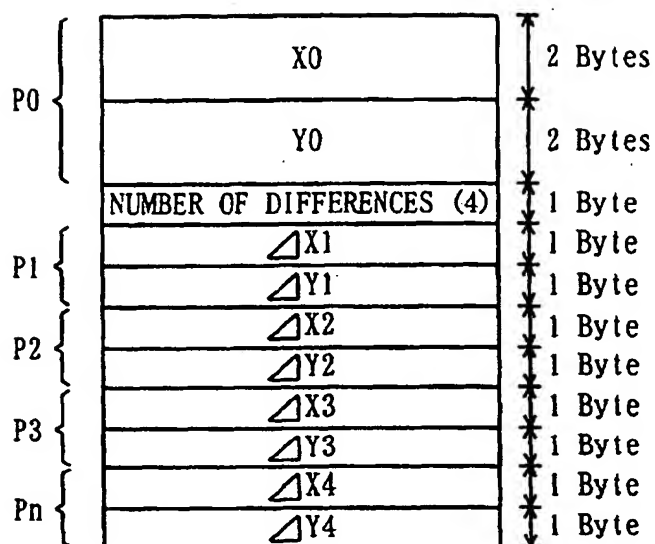 X0 2 Bytes
P0
Y0 2 Bytes
NUMBER OF DIFFERENCES (4) 1 Byte
⊿X1 1 Byte
P1
⊿Y1 1 Byte
⊿X2 1 Byte
P2
⊿Y2 1 Byte
⊿X3 1 Byte
P3
⊿Y3 1 Byte
⊿X4 1 Byte
Pn
⊿Y4 1 Byte